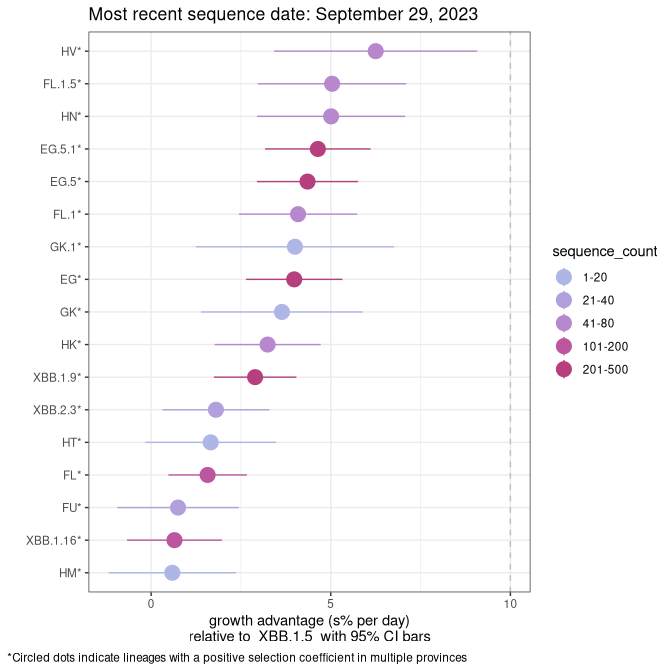 Most recent sequence date: September 29, 2023
HV*
FL.1.5*
HN*
EG.5.1*
EG.5*
FL.1*
GK.1*
EG*
GK*
HK*
XBB.1.9*
XBB.2.3*
HT*
FL*
FU*
XBB.1.16*
HM*
0 5 10
growth advantage (s% per day)
relative to XBB.1.5 with 95% CI bars
sequence_count
1-20
21-40
41-80
101-200
201-500
*Circled dots indicate lineages with a positive selection coefficient in multiple provinces